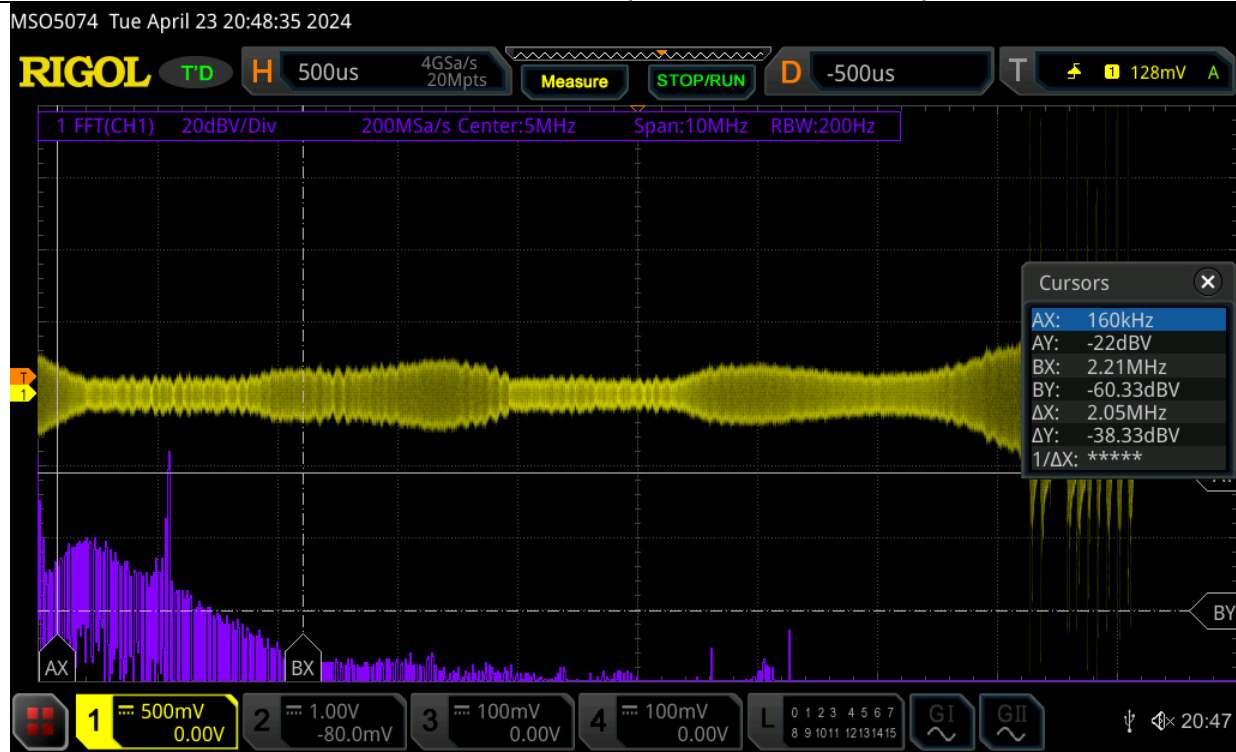 MSO5074 Tue April 23 20:48:35 2024
RIGOL T'D H 500us 4GSa/s 20Mpts Measure STOP/RUN D -500us T 1 128mV A
1 FFT(CH1) 20dBV/Div 200MSa/s Center:5MHz Span:10MHz RBW:200Hz
Cursors
AX: 160kHz
AY: -22dBV
BX: 2.21MHz
BY: -60.33dBV
ΔX: 2.05MHz
ΔY: -38.33dBV
1/ΔX: *****
T
1
BY
AX BX
1 500mV 0.00V 2 1.00V -80.0mV 3 100mV 0.00V 4 100mV 0.00V L 0 1 2 3 4 5 6 7 8 9 10 11 12 13 14 15 GI GII 20:47